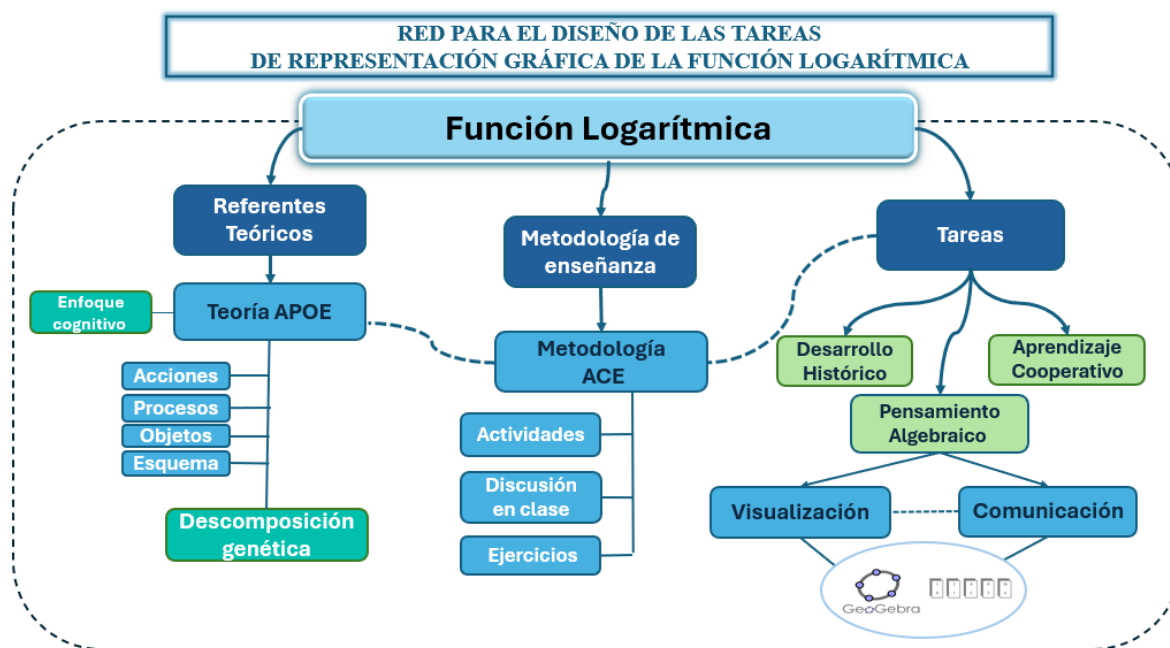 RED PARA EL DISEÑO DE LAS TAREAS
DE REPRESENTACIÓN GRÁFICA DE LA FUNCIÓN LOGARÍTMICA
Función Logarítmica
Referentes
Teóricos
Teoría APOE
Enfoque
cognitivo
Acciones
Procesos
Objetos
Esquema
Descomposición
genética
Metodología de
enseñanza
Metodología
ACE
Actividades
Discusión
en clase
Ejercicios
Tareas
Desarrollo
Histórico
Aprendizaje
Cooperativo
Pensamiento
Algebraico
Visualización
Comunicación
GeoGebra